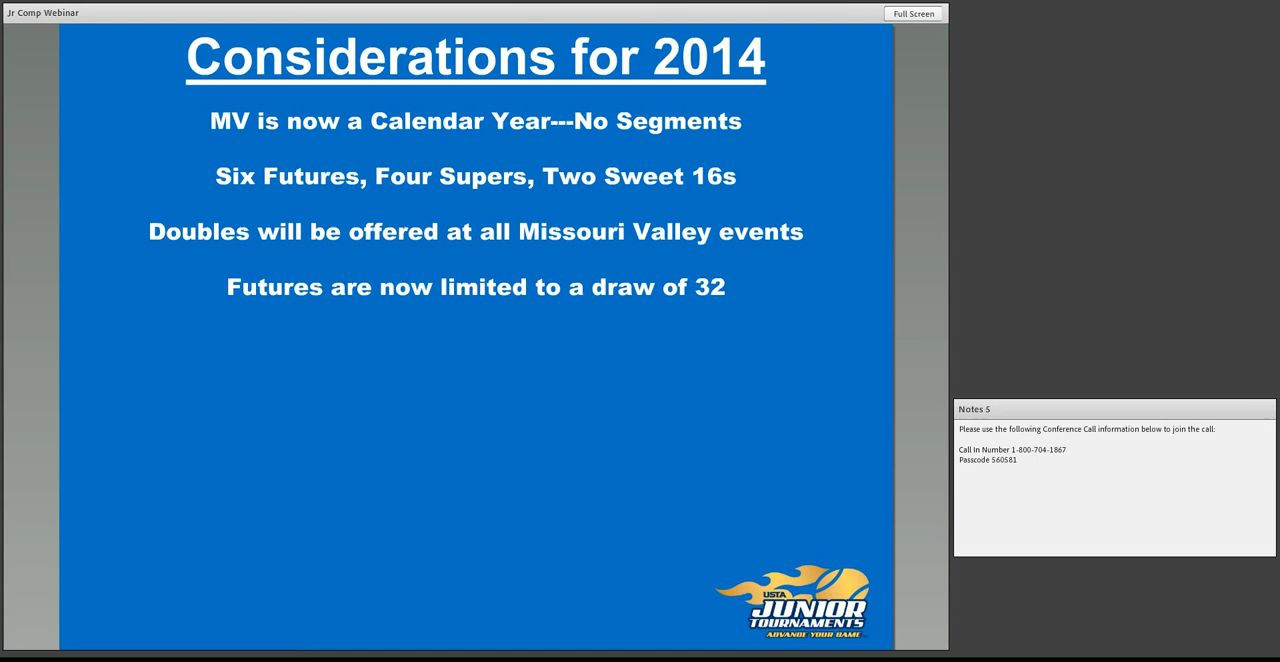 Jr Comp Webinar
Full Screen
Considerations for 2014
MV is now a Calendar Year---No Segments
Six Futures, Four Supers, Two Sweet 16s
Doubles will be offered at all Missouri Valley events
Futures are now limited to a draw of 32
USTA
JUNIOR
TOURNAMENTS
ADVANCE YOUR GAME
Notes 5
Please use the following Conference Call information below to join the call:
Call In Number 1-800-704-1867
Passcode 560581